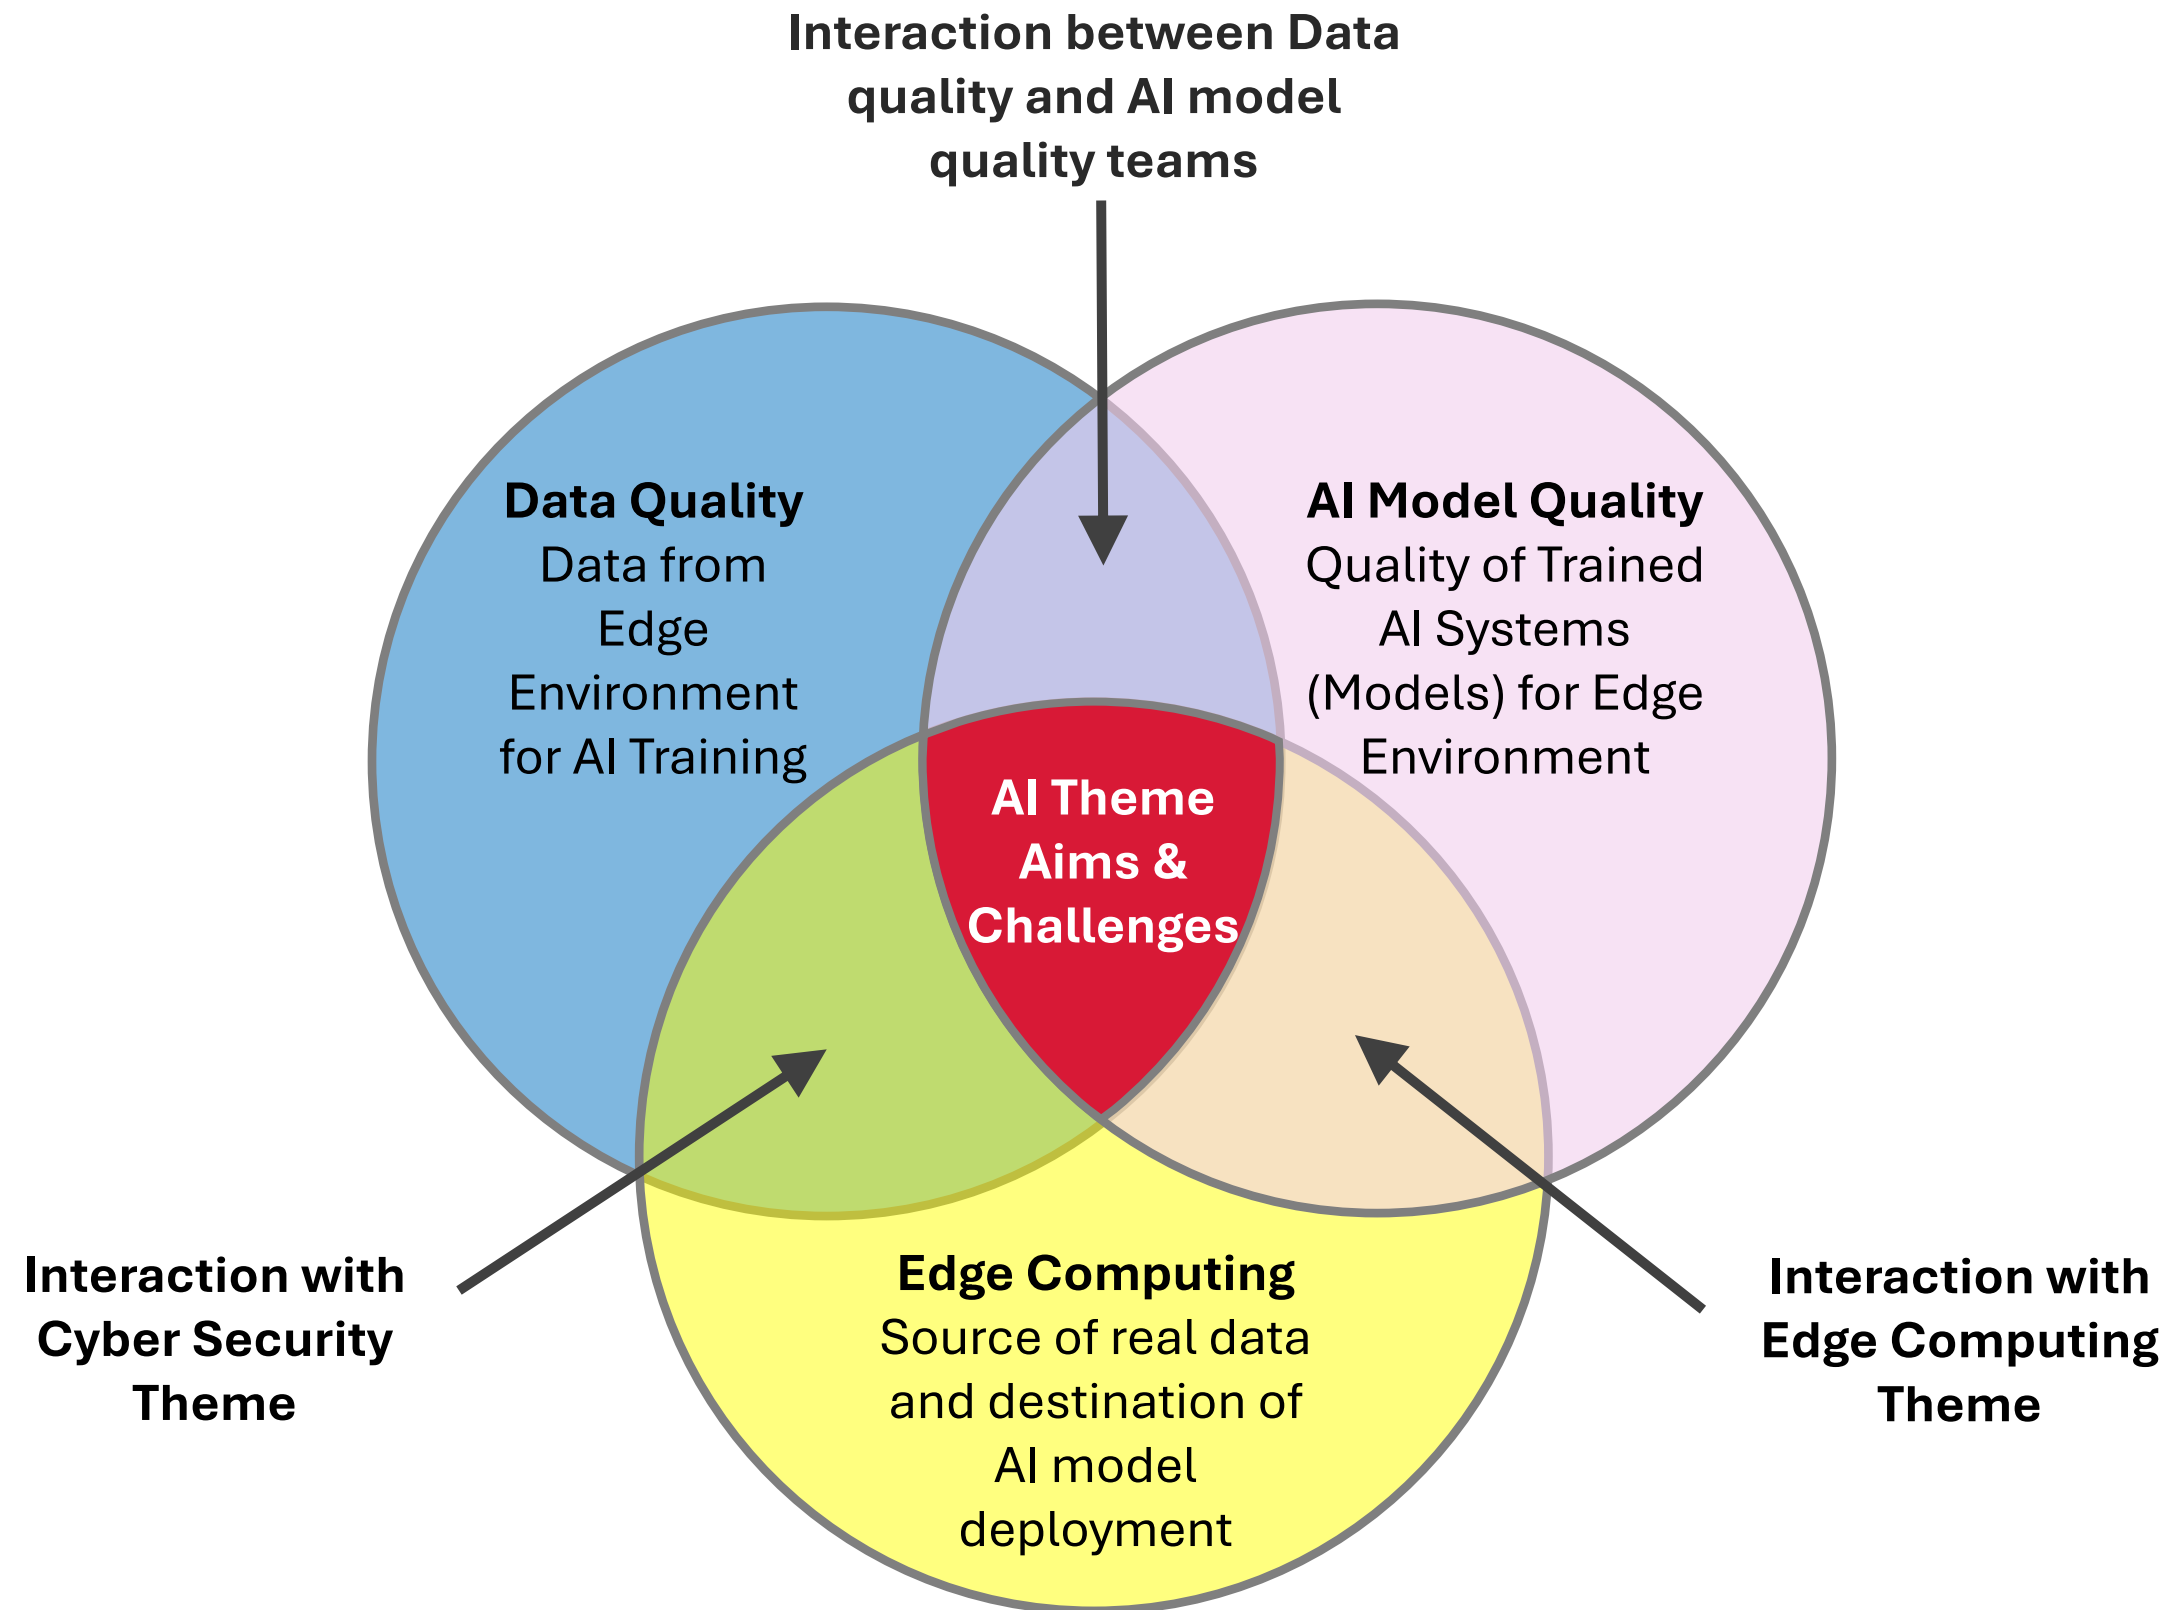 Interaction between Data
quality and AI model
quality teams
Data Quality
Data from
Edge
Environment
for AI Training
AI Model Quality
Quality of Trained
AI Systems
(Models) for Edge
Environment
AI Theme
Aims &
Challenges
Interaction with
Cyber Security
Theme
Edge Computing
Source of real data
and destination of
AI model
deployment
Interaction with
Edge Computing
Theme